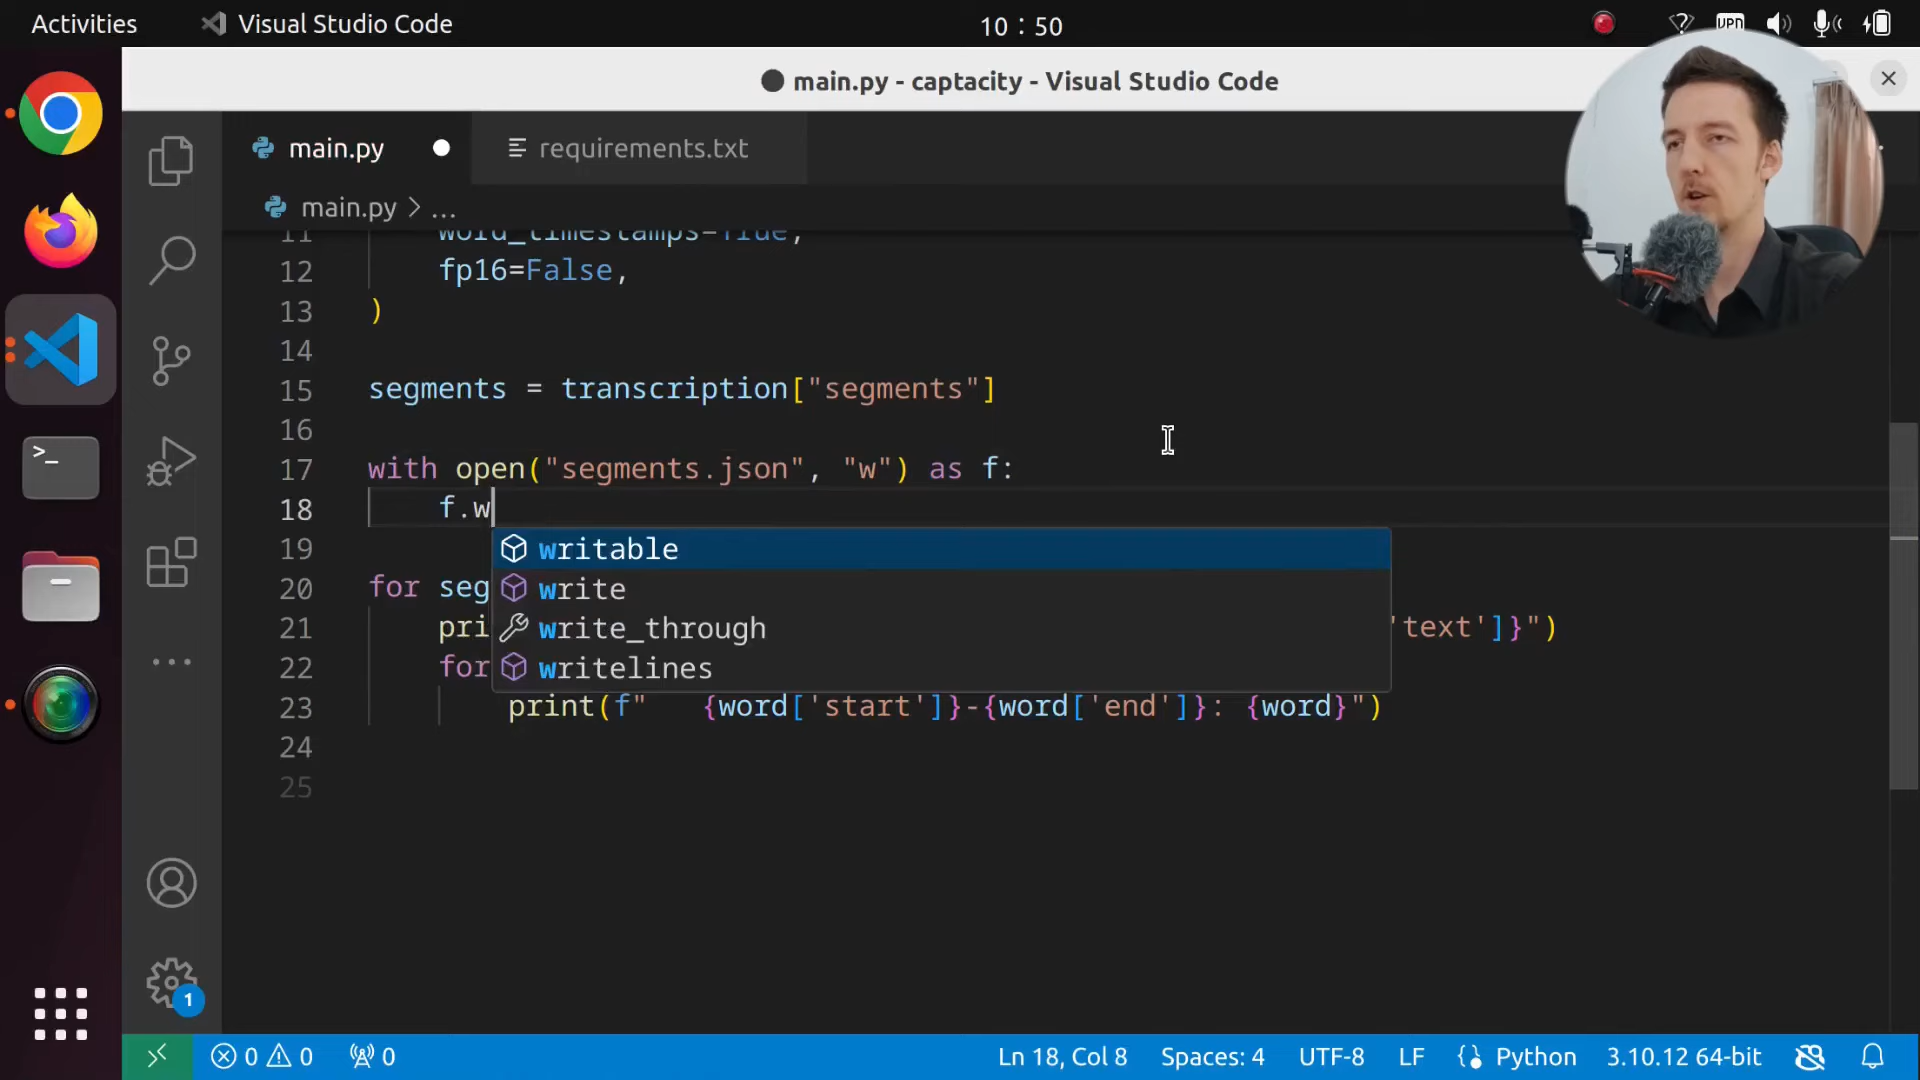 Activities
Visual Studio Code
10 : 50
VPN
main.py - captacity - Visual Studio Code
main.py
requirements.txt
main.py > ...
11 word_timestamps=True,
12 fp16=False,
13 )
14
15 segments = transcription["segments"]
16
17 with open("segments.json", "w") as f:
18 f.w
writable
19
20 for seg
write
21 pri
write_through
'text']}")
22 for
writelines
23 print(f"   {word['start']}-{word['end']}: {word}")
24
25
1
0 0 0
Ln 18, Col 8
Spaces: 4
UTF-8
LF
Python
3.10.12 64-bit